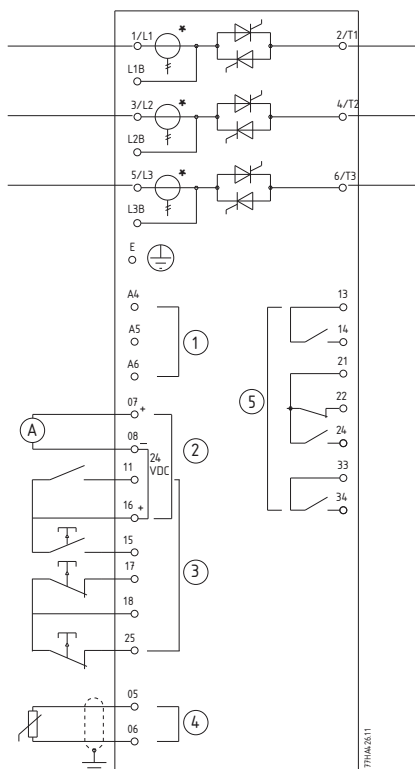 1/L1
*
2/T1
L1B
3/L2
*
4/T2
L2B
5/L3
*
6/T3
L3B
E
A4
A5
A6
1
13
14
21
22
24
33
34
5
07
+
A
08
–
24
VDC
2
11
16
+
15
17
3
18
25
05
06
4
77HA426.11